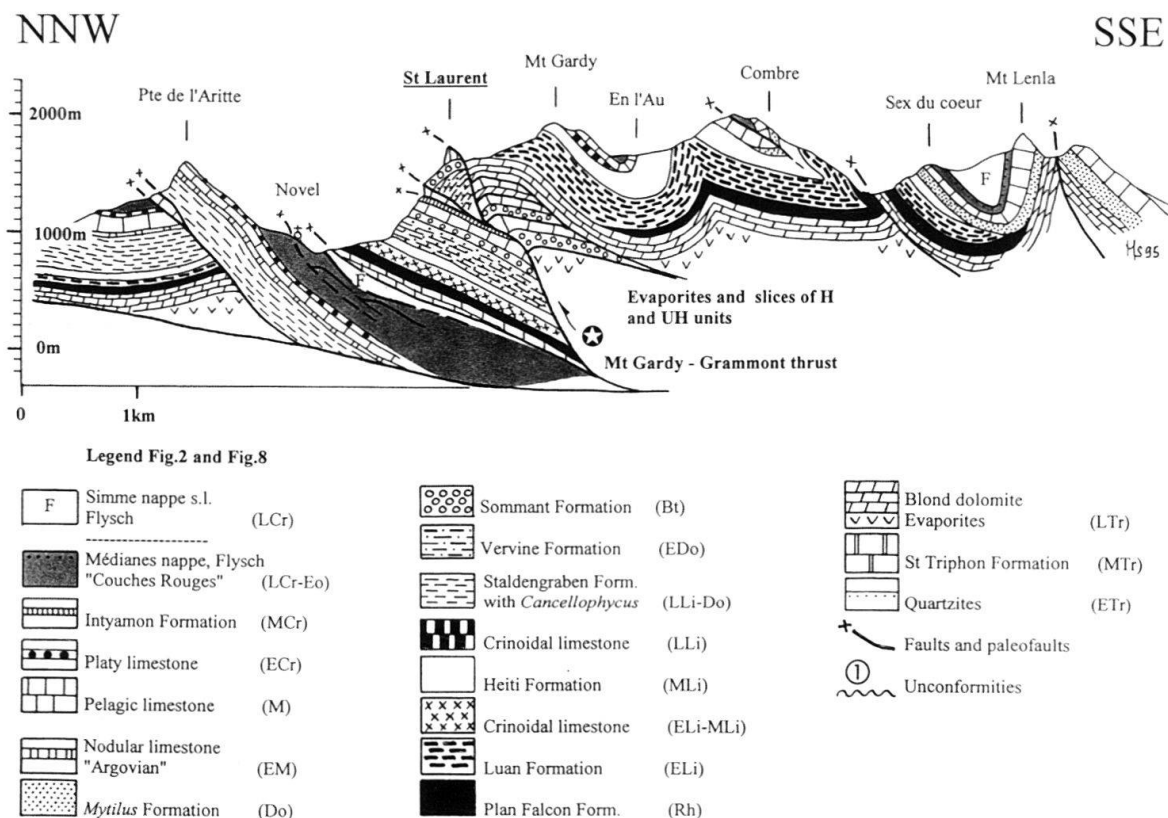 NNW
SSE
Mt Gardy
Combre
St Laurent
Mt Lenla
2000m
Pte de l'Aritte
En l'Au
Sex du coeur
Novel
F
1000m
F
Ms 95
Evaporites and slices of H
and UH units
0m
Mt Gardy - Grammont thrust
0
1km
Legend Fig.2 and Fig.8
F
Simme nappe s.l.
Flysch (LCr)
Médianes nappe, Flysch
"Couches Rouges" (LCr-Eo)
Intyamon Formation (MCr)
Platy limestone (ECr)
Pelagic limestone (M)
Nodular limestone
"Argovian" (EM)
Mytilus Formation (Do)
Sommant Formation (Bt)
Vervine Formation (EDo)
Staldengraben Form.
with Cancellophycus (LLi-Do)
Crinoidal limestone (LLi)
Heiti Formation (MLi)
Crinoidal limestone (ELi-MLi)
Luan Formation (ELi)
Plan Falcon Form. (Rh)
Blond dolomite
Evaporites (LTr)
St Triphon Formation (MTr)
Quartzites (ETr)
Faults and paleofaults
1
Unconformities